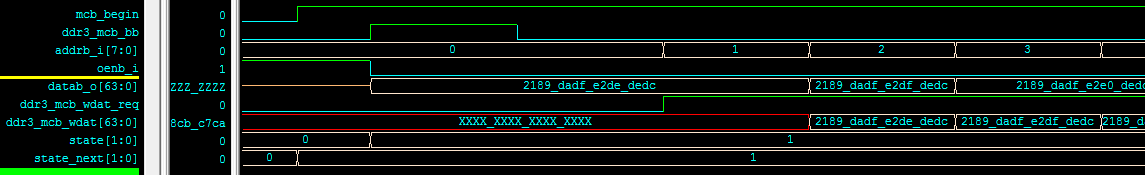 mcb_begin 0
ddr3_mcb_bb 0
addrb_i[7:0] 0 0 1 2 3
oenb_i 1
datab_o[63:0] ZZZ_ZZZZ 2189_dadf_e2de_dedc 2189_dadf_e2df_dedc 2189_dadf_e2e0_dedc
ddr3_mcb_wdat_req 0
ddr3_mcb_wdat[63:0] 8cb_c7ca XXXX_XXXX_XXXX_XXXX 2189_dadf_e2de_dedc 2189_dadf_e2df_dedc 2189_d
state[1:0] 0 0 1
state_next[1:0] 0 0 1